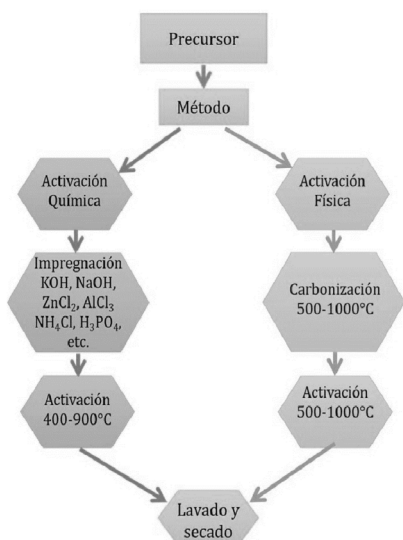 Precursor
Método
Activación
Química
Impregnación
KOH, NaOH,
ZnCl₂, AlCl₃
NH₄Cl, H₃PO₄,
etc.
Activación
400-900°C
Activación
Física
Carbonización
500-1000°C
Activación
500-1000°C
Lavado y
secado